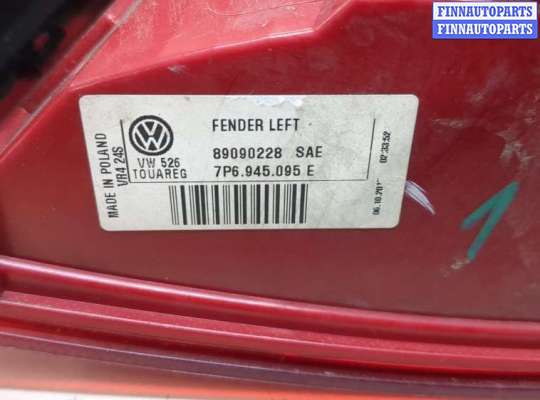 FINNAUTOPARTS
FINNAUTOPARTS
MADE IN POLAND
VR4 24S
VW 526
TOUAREG
FENDER LEFT
89090228 SAE
7P6.945.095 E
02:33:52
1